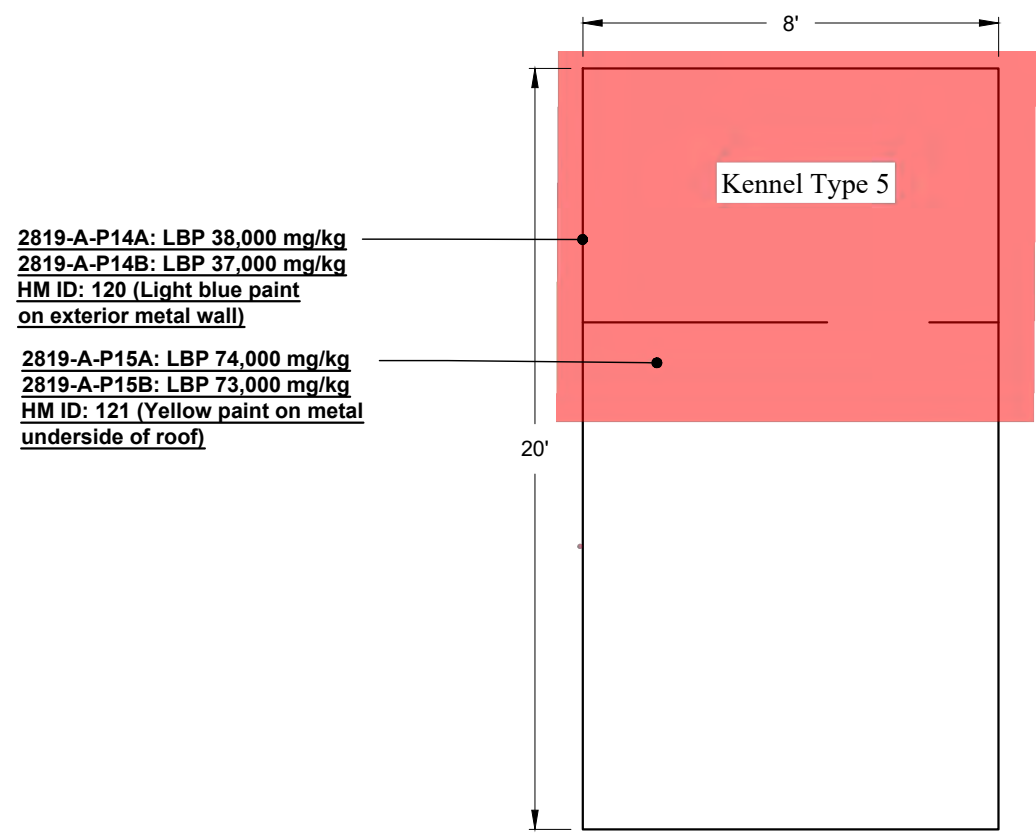 8'
Kennel Type 5
2819-A-P14A: LBP 38,000 mg/kg
2819-A-P14B: LBP 37,000 mg/kg
HM ID: 120 (Light blue paint
on exterior metal wall)
2819-A-P15A: LBP 74,000 mg/kg
2819-A-P15B: LBP 73,000 mg/kg
HM ID: 121 (Yellow paint on metal
underside of roof)
20'